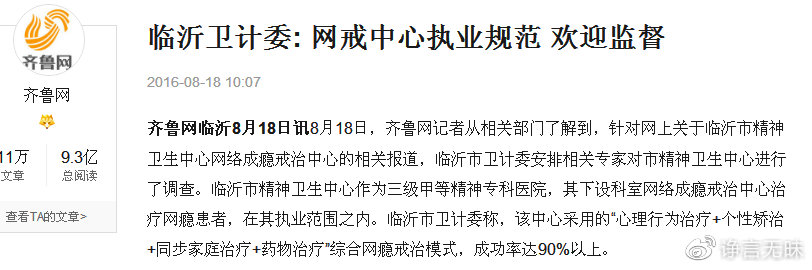 齐鲁网
齐鲁网
11万
文章
9.3亿
总阅读
查看TA的文章>
临沂卫计委: 网戒中心执业规范 欢迎监督
2016-08-18 10:07
齐鲁网临沂8月18日讯8月18日，齐鲁网记者从相关部门了解到，针对网上关于临沂市精神
卫生中心网络成瘾戒治中心的相关报道，临沂市卫计委安排相关专家对市精神卫生中心进行
了调查。临沂市精神卫生中心作为三级甲等精神专科医院，其下设科室网络成瘾戒治中心治
疗网瘾患者，在其执业范围之内。临沂市卫计委称，该中心采用的“心理行为治疗+个性矫治
+同步家庭治疗+药物治疗”综合网瘾戒治模式，成功率达90%以上。
诤言无昧